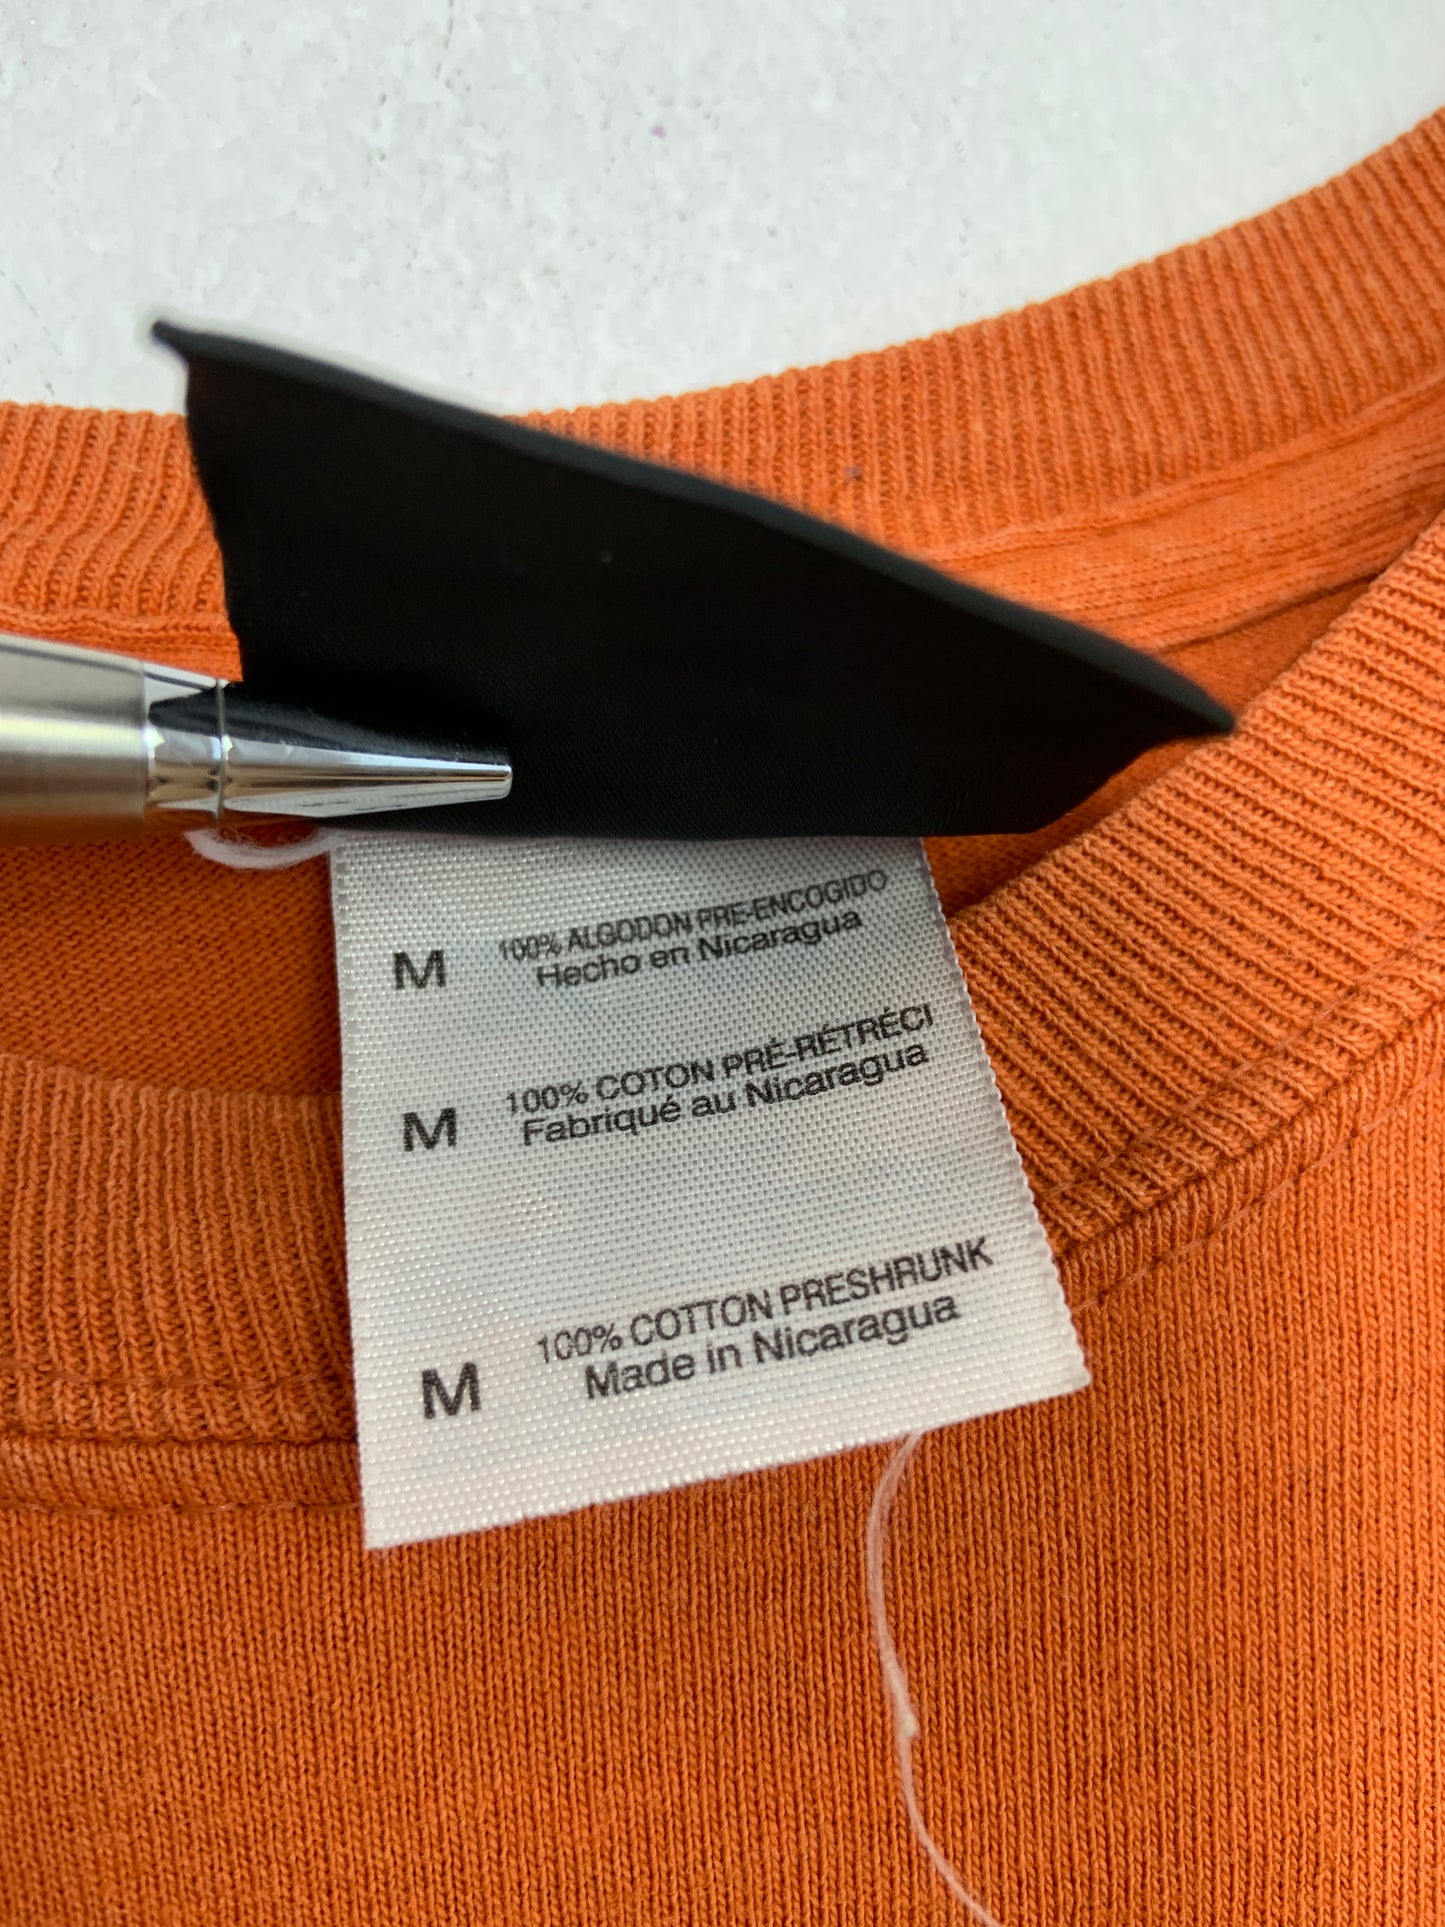 M 100% ALGODON PRE-ENCOGIDO
Hecho en Nicaragua
M 100% COTON PRÉ-RÉTRÉCI
Fabriqué au Nicaragua
M 100% COTTON PRESHRUNK
Made in Nicaragua